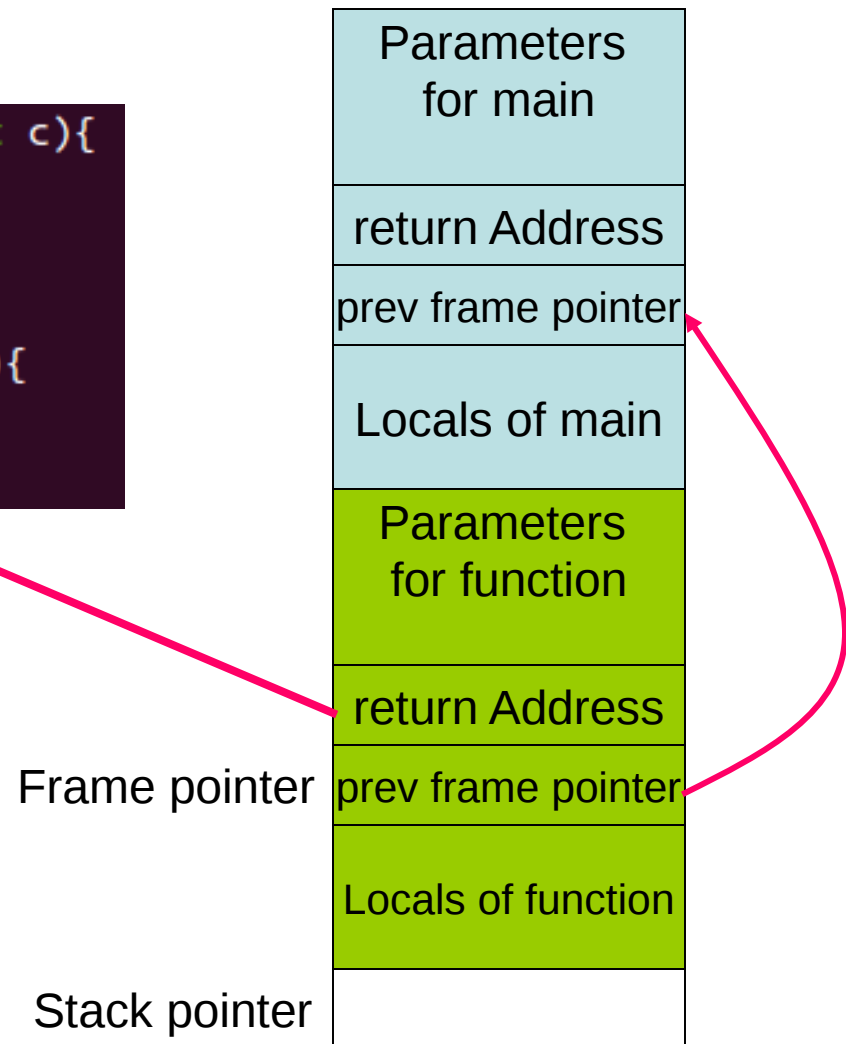 c){
{
Parameters
for main
return Address
prev frame pointer
Locals of main
Parameters
for function
return Address
Frame pointer
prev frame pointer
Locals of function
Stack pointer